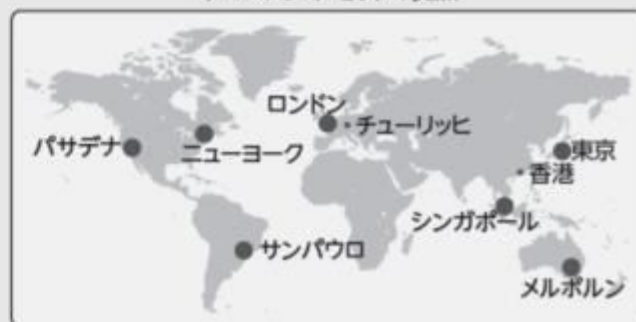 ロンドン
チューリッヒ
パサデナ
ニューヨーク
東京
香港
シンガポール
サンパウロ
メルボルン